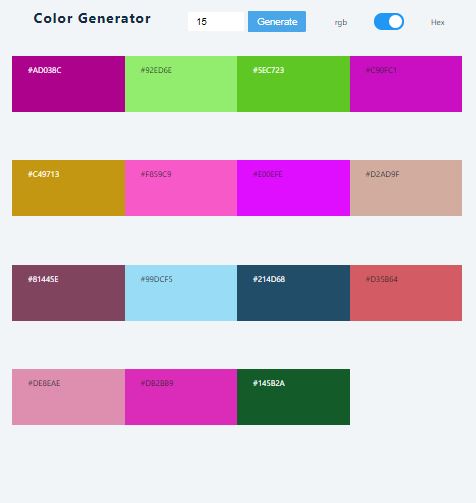 Color Generator 15 Generate rgb Hex
#AD038C #92ED6E #5EC723 #C90FC1
#C49713 #F859C9 #E00EFE #D2AD9F
#81445E #99DCF5 #214D68 #D35B64
#DE8EAE #DB2BB9 #145B2A